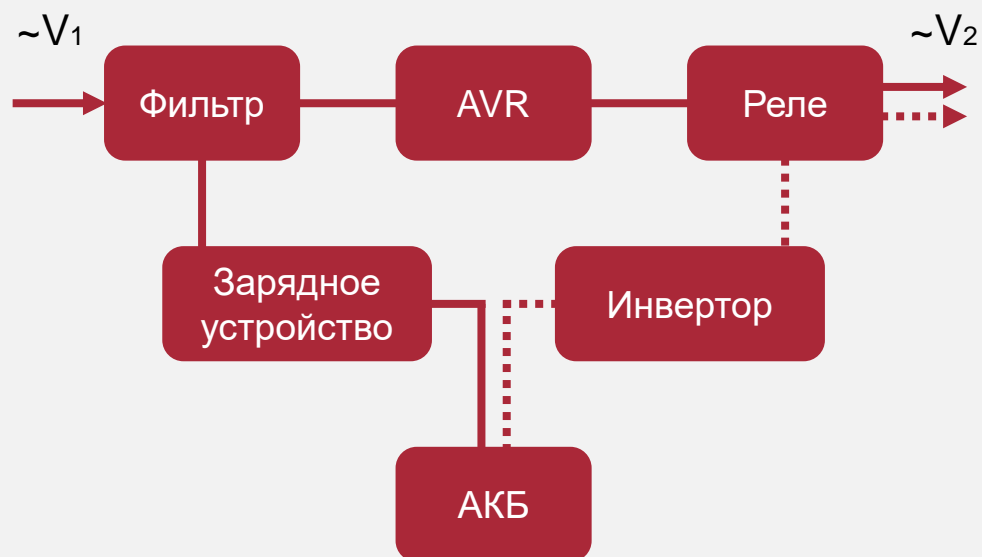 ~V₁
~V₂
Фильтр
AVR
Реле
Зарядное
устройство
Инвертор
АКБ